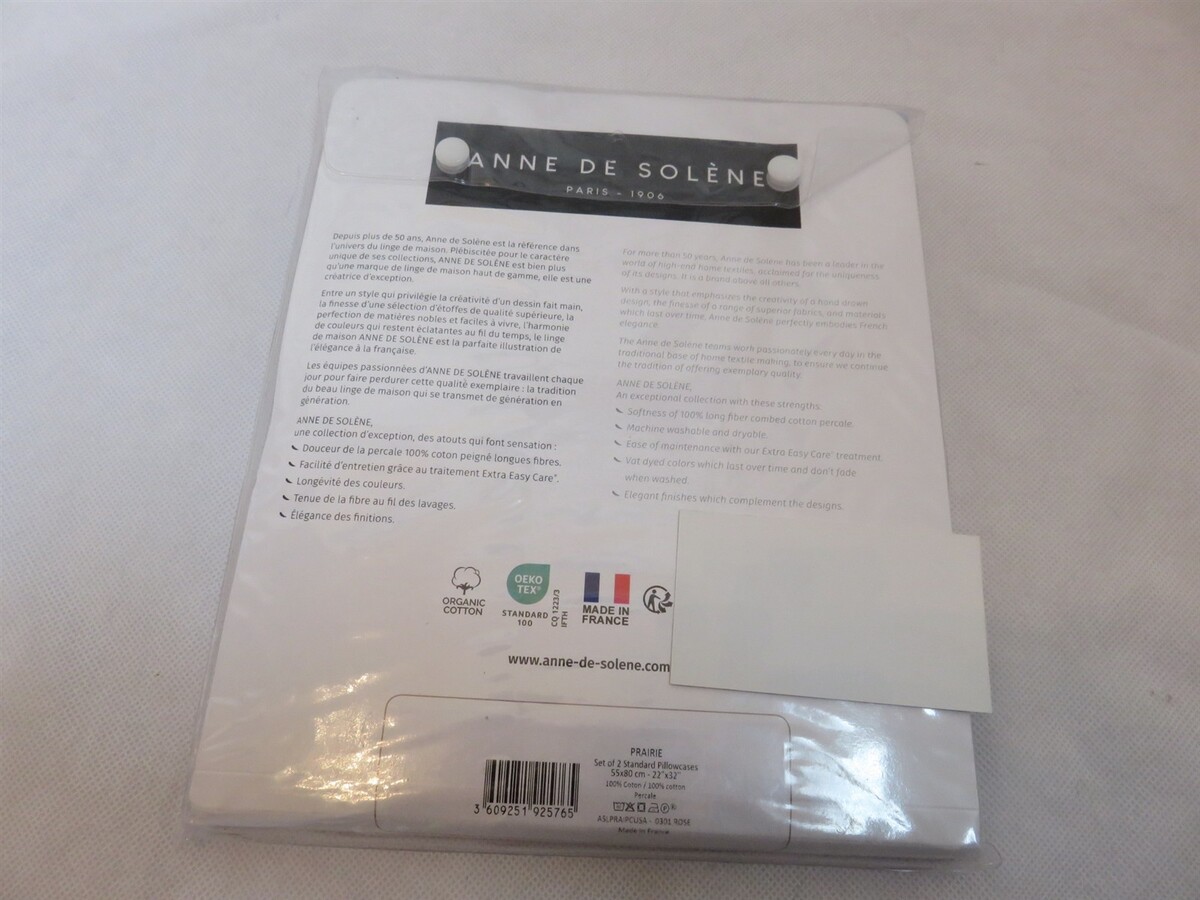 ANNE DE SOLÈNE
PARIS - 1906
Depuis plus de 50 ans, Anne de Solène est la référence dans
l'univers du linge de maison. Plébiscitée pour le caractère
unique de ses collections, ANNE DE SOLÈNE est bien plus
qu'une marque de linge de maison haut de gamme, elle est une
créatrice d'exception.
Entre un style qui privilégie la créativité d'un dessin fait main,
la finesse d'une sélection d'étoffes de qualité supérieure, la
perfection de matières nobles et faciles à vivre, l'harmonie
de couleurs qui restent éclatantes au fil du temps, le linge
de maison ANNE DE SOLÈNE est la parfaite illustration de
l'élégance à la française.
Les équipes passionnées d'ANNE DE SOLÈNE travaillent chaque
jour pour faire perdurer cette qualité exemplaire : la tradition
du beau linge de maison qui se transmet de génération en
génération.
ANNE DE SOLÈNE,
une collection d'exception, des atouts qui font sensation :
Douceur de la percale 100% coton peigné longues fibres.
Facilité d'entretien grâce au traitement Extra Easy Care*.
Longévité des couleurs.
Tenue de la fibre au fil des lavages.
Élégance des finitions.
For more than 50 years, Anne de Solène has been a leader in the
world of high-end home textiles, acclaimed for the uniqueness
of its designs. It is a brand above all others.
With a style that emphasizes the creativity of a hand drawn
design, the finesse of a range of superior fabrics, and materials
which last over time, Anne de Solène perfectly embodies French
elegance.
The Anne de Solène teams work passionately every day in the
traditional base of home textile making, to ensure we continue
the tradition of offering exemplary quality.
ANNE DE SOLÈNE,
An exceptional collection with these strengths:
Softness of 100% long fiber combed cotton percale.
Machine washable and dryable.
Ease of maintenance with our Extra Easy Care* treatment.
Vat dyed colors which last over time and don't fade
when washed.
Elegant finishes which complement the designs.
ORGANIC
COTTON
OEKO
TEX®
STANDARD
100
CQ 1223/3
IFTH
MADE IN
FRANCE
www.anne-de-solene.com
PRAIRIE
Set of 2 Standard Pillowcases
55x80 cm - 22"x32"
100% Coton / 100% cotton
Percale
3 609251 925765
ASLPRAIPCUSA - 0301 ROSE
Made in France